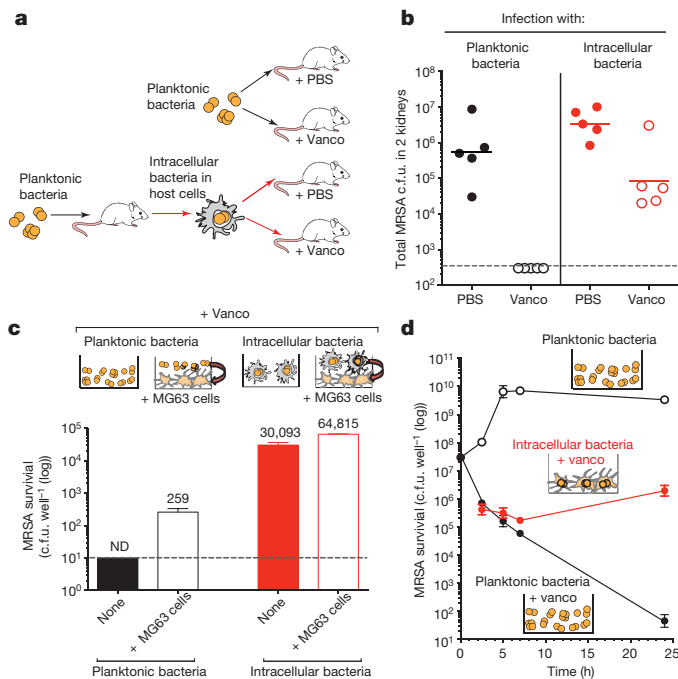 a
Planktonic
bacteria
+ PBS
+ Vanco
Planktonic
bacteria
Intracellular
bacteria in
host cells
+ PBS
+ Vanco
b
Infection with:
Planktonic
bacteria
Intracellular
bacteria
Total MRSA c.f.u. in 2 kidneys
10⁸
10⁷
10⁶
10⁵
10⁴
10³
10²
PBS
Vanco
PBS
Vanco
c
+ Vanco
Planktonic bacteria
Intracellular bacteria
+ MG63 cells
+ MG63 cells
MRSA survivial
(c.f.u. well⁻¹ (log))
10⁵
10⁴
10³
10²
10¹
10⁰
ND
259
30,093
64,815
None
+ MG63 cells
None
+ MG63 cells
Planktonic bacteria
Intracellular bacteria
d
Planktonic bacteria
MRSA survivial (c.f.u. well⁻¹ (log))
10¹¹
10¹⁰
10⁹
10⁸
10⁷
10⁶
10⁵
10⁴
10³
10²
10¹
Intracellular bacteria
+ vanco
Planktonic bacteria
+ vanco
0 5 10 15 20 25
Time (h)